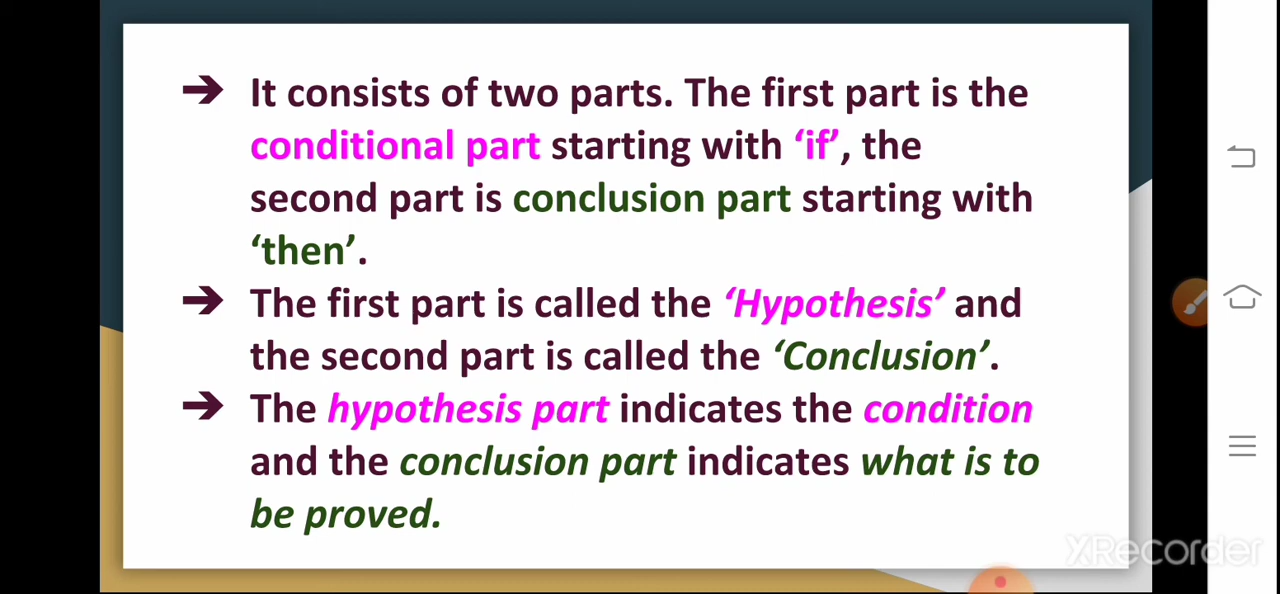 ➔ It consists of two parts. The first part is the
conditional part starting with ‘if’, the
second part is conclusion part starting with
‘then’.
➔ The first part is called the ‘Hypothesis’ and
the second part is called the ‘Conclusion’.
➔ The hypothesis part indicates the condition
and the conclusion part indicates what is to
be proved.
XRecorder